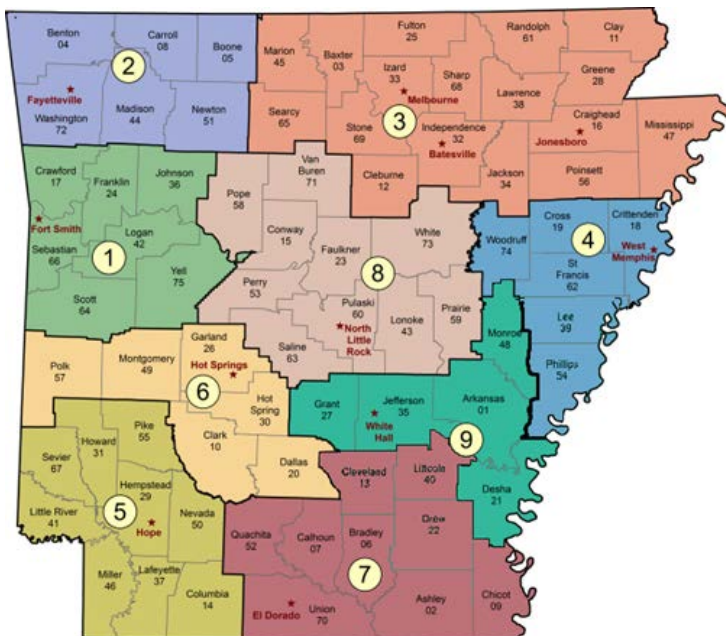 Benton
04
Carroll
08
Boone
05
2
Fayetteville
Washington
72
Madison
44
Newton
51
Marion
45
Baxter
03
Fulton
25
Izard
33
Sharp
68
Randolph
61
Clay
11
Greene
28
Lawrence
38
Melbourne
Searcy
65
Stone
69
3
Independence
32
Batesville
Craighead
16
Jonesboro
Mississippi
47
Cleburne
12
Jackson
34
Poinsett
56
Crawford
17
Franklin
24
Johnson
36
Fort Smith
Logan
42
Sebastian
66
1
Yell
75
Scott
64
Pope
58
Van
Buren
71
Conway
15
Faulkner
23
White
73
8
Perry
53
Pulaski
60
North
Little
Rock
Lonoke
43
Prairie
59
Saline
63
Woodruff
74
Cross
19
Crittenden
18
4
West
Memphis
St
Francis
62
Lee
39
Phillips
54
Polk
57
Montgomery
49
Garland
26
Hot Springs
6
Hot
Spring
30
Clark
10
Dallas
20
Monroe
48
Grant
27
Jefferson
35
White
Hall
Arkansas
01
9
Desha
21
Pike
55
Howard
31
Sevier
67
Hempstead
29
Little River
41
5
Hope
Nevada
50
Miller
46
Lafeyette
37
Columbia
14
Cleveland
13
Lincoln
40
Quachita
52
Calhoun
07
Bradley
06
Drew
22
7
El Dorado
Union
70
Ashley
02
Chicot
09